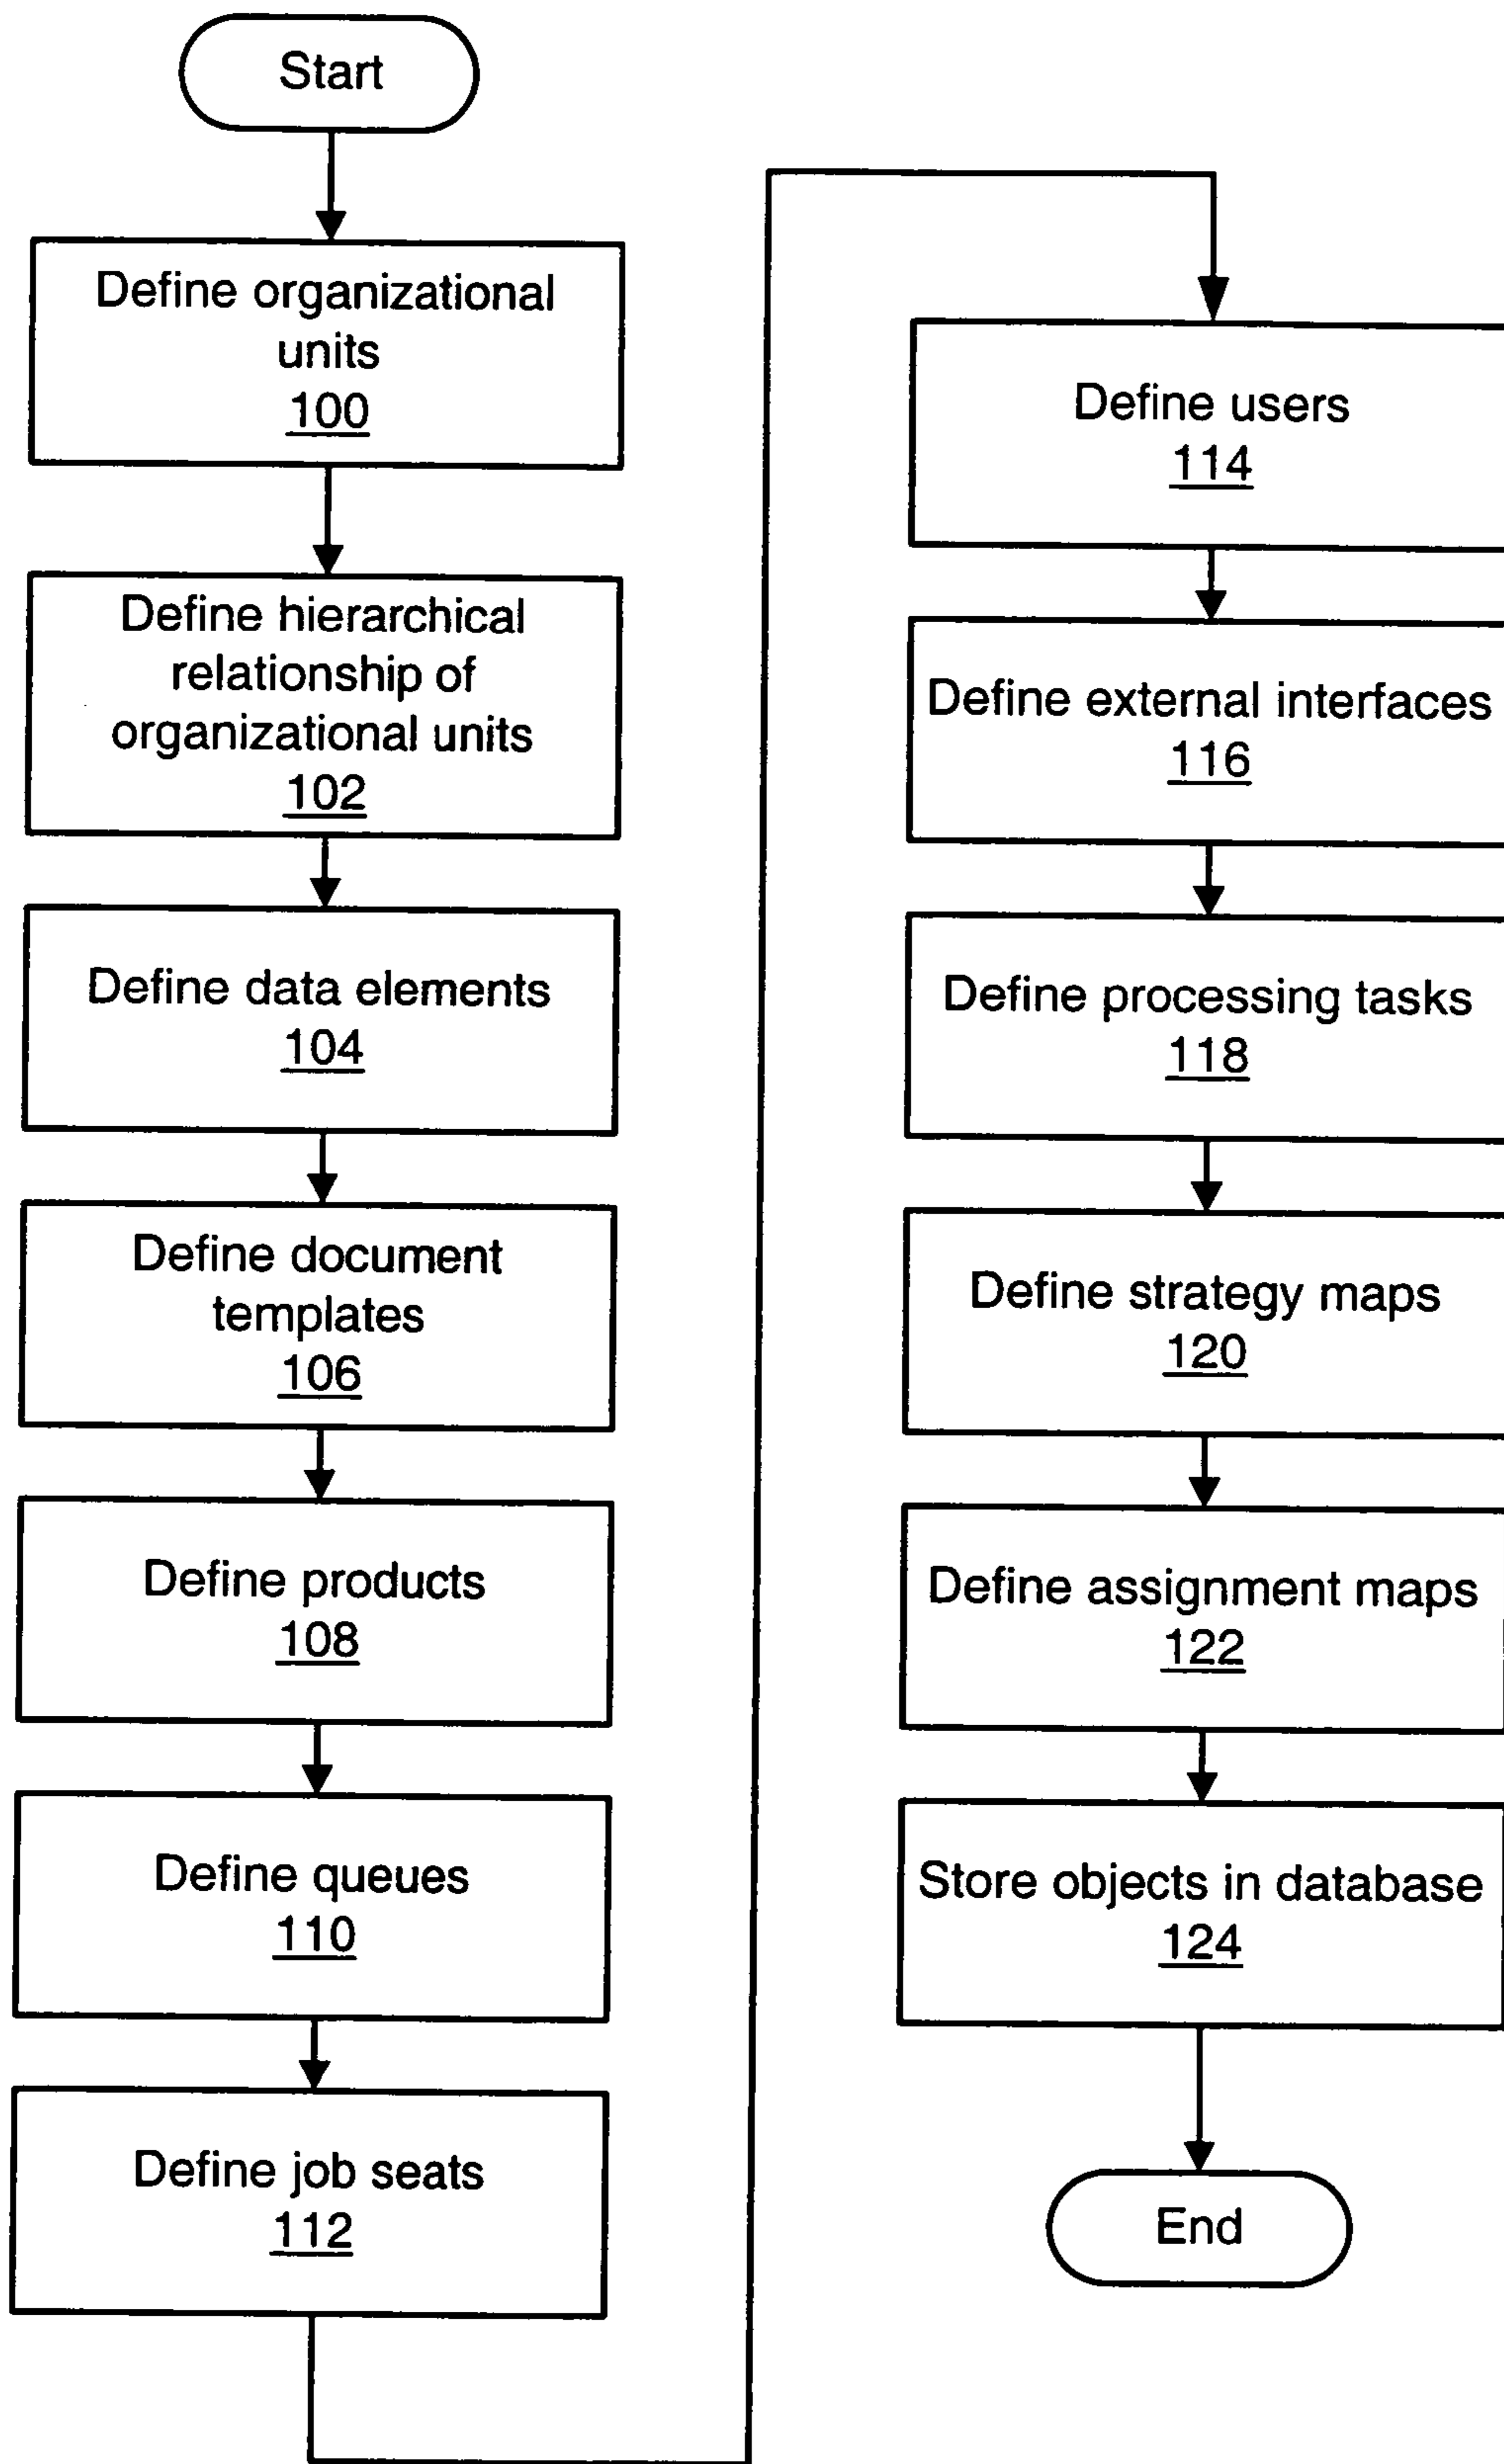 Start
Define organizational
units
100
Define hierarchical
relationship of
organizational units
102
Define data elements
104
Define document
templates
106
Define products
108
Define queues
110
Define job seats
112
Define users
114
Define external interfaces
116
Define processing tasks
118
Define strategy maps
120
Define assignment maps
122
Store objects in database
124
End